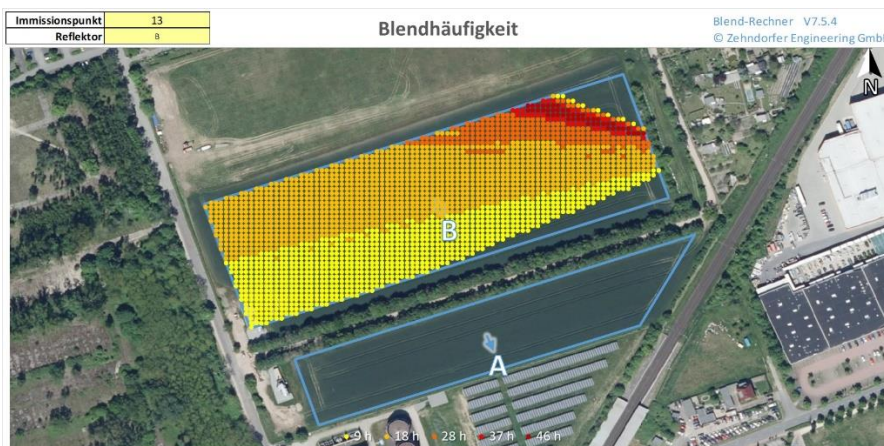 Immissionspunkt 13
Reflektor B
Blendhäufigkeit
Blend-Rechner V7.5.4
© Zehndorfer Engineering GmbH
N
B
A
9 h 18 h 28 h 37 h 46 h